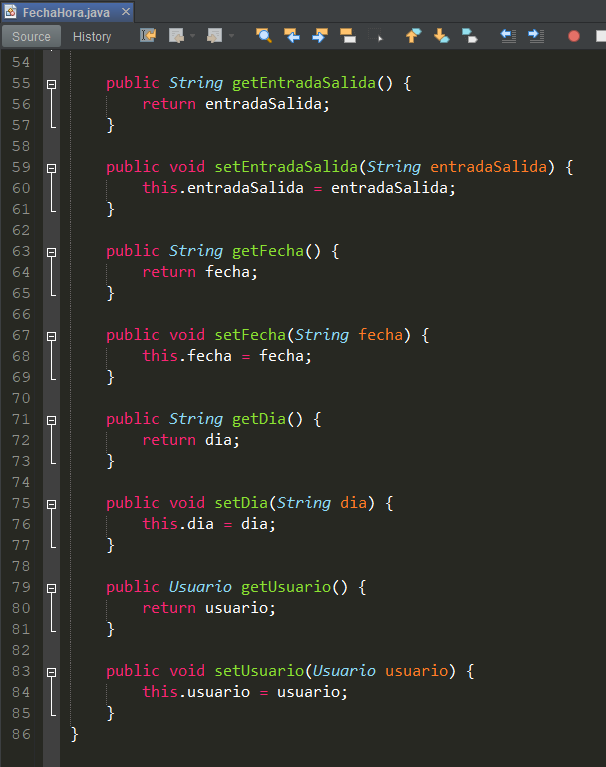 FechaHora.java
Source History
54
55 public String getEntradaSalida() {
56 return entradaSalida;
57 }
58
59 public void setEntradaSalida(String entradaSalida) {
60 this.entradaSalida = entradaSalida;
61 }
62
63 public String getFecha() {
64 return fecha;
65 }
66
67 public void setFecha(String fecha) {
68 this.fecha = fecha;
69 }
70
71 public String getDia() {
72 return dia;
73 }
74
75 public void setDia(String dia) {
76 this.dia = dia;
77 }
78
79 public Usuario getUsuario() {
80 return usuario;
81 }
82
83 public void setUsuario(Usuario usuario) {
84 this.usuario = usuario;
85 }
86 }